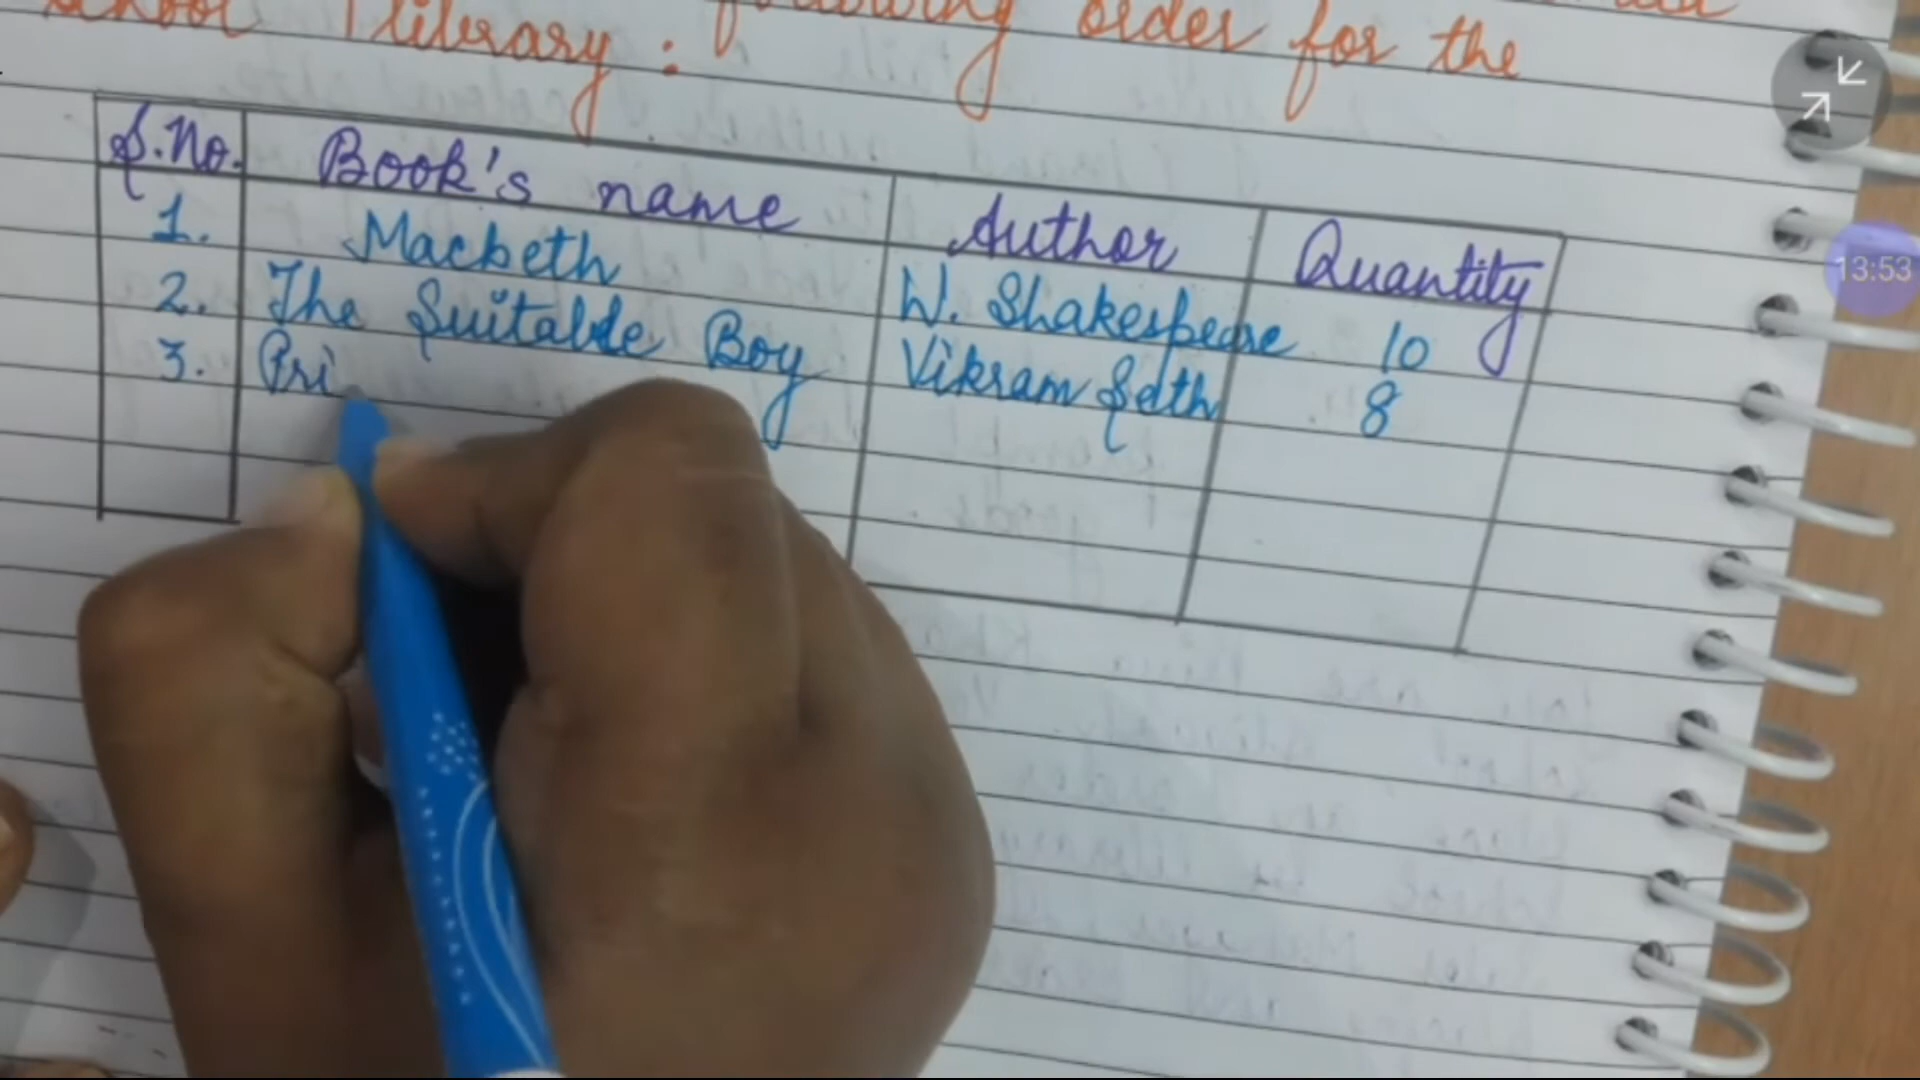 school library: following order for the
S.No. Book's name Author Quantity
1. Macbeth W. Shakespeare 10
2. The Suitable Boy Vikram Seth 8
3. Pri
13:53